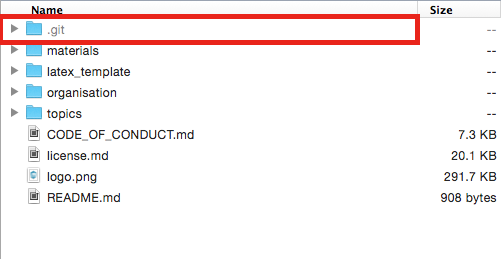 Name Size
.git --
materials --
latex_template --
organisation --
topics --
CODE_OF_CONDUCT.md 7.3 KB
license.md 20.1 KB
logo.png 291.7 KB
README.md 908 bytes